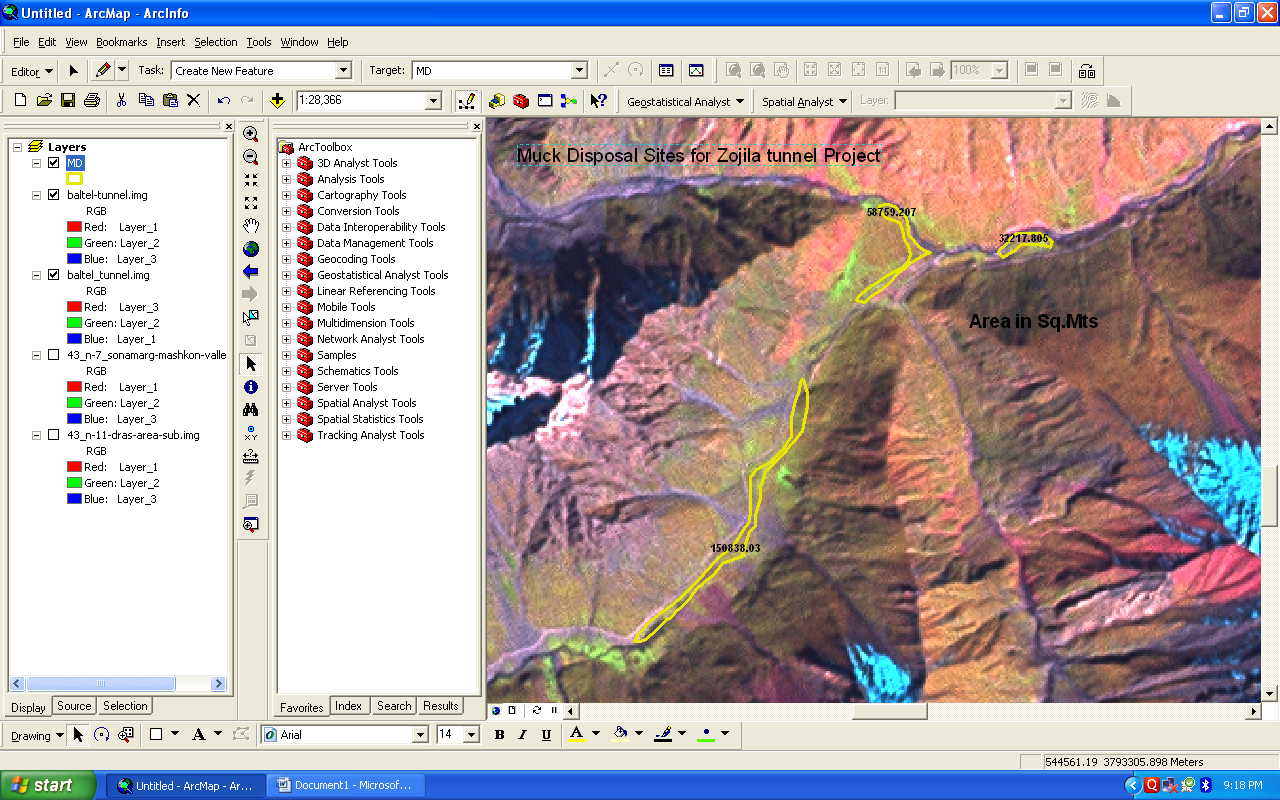 Untitled - ArcMap - ArcInfo
File Edit View Bookmarks Insert Selection Tools Window Help
Editor Task: Create New Feature Target: MD 1:1 100%
1:28,366 Geostatistical Analyst Spatial Analyst Layer:
Layers
MD
baltel-tunnel.img
RGB
Red: Layer_1
Green: Layer_2
Blue: Layer_3
baltel_tunnel.img
RGB
Red: Layer_3
Green: Layer_2
Blue: Layer_1
43_n-7_sonamarg-mashkon-valle
RGB
Red: Layer_1
Green: Layer_2
Blue: Layer_3
43_n-11-dras-area-sub.img
RGB
Red: Layer_1
Green: Layer_2
Blue: Layer_3
Display Source Selection
XY
ArcToolbox
3D Analyst Tools
Analysis Tools
Cartography Tools
Conversion Tools
Data Interoperability Tools
Data Management Tools
Geocoding Tools
Geostatistical Analyst Tools
Linear Referencing Tools
Mobile Tools
Multidimension Tools
Network Analyst Tools
Samples
Schematics Tools
Server Tools
Spatial Analyst Tools
Spatial Statistics Tools
Tracking Analyst Tools
Favorites Index Search Results
Muck Disposal Sites for Zojila tunnel Project
58759.207
32217.805
Area in Sq.Mts
150838.03
Drawing A Arial 14 B I U A
544561.19 3793305.898 Meters
start Untitled - ArcMap - Ar... Document1 - Microsof... 9:18 PM